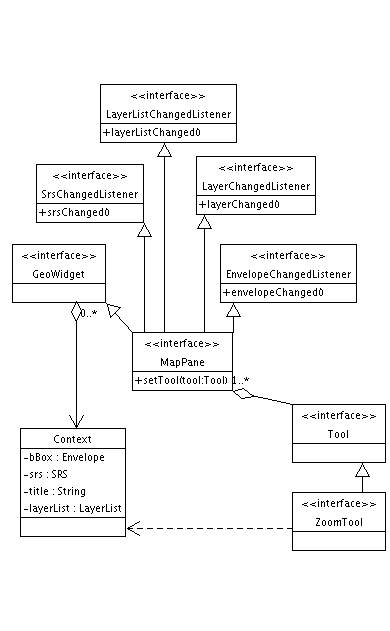 <<interface>>
LayerListChangedListener
+layerListChanged()
<<interface>>
SrsChangedListener
+srsChanged()
<<interface>>
LayerChangedListener
+layerChanged()
<<interface>>
GeoWidget
<<interface>>
EnvelopeChangedListener
+envelopeChanged()
0..*
<<interface>>
MapPane
+setTool(tool:Tool)
1..*
<<interface>>
Tool
Context
-bBox : Envelope
-srs : SRS
-title : String
-layerList : LayerList
<<interface>>
ZoomTool